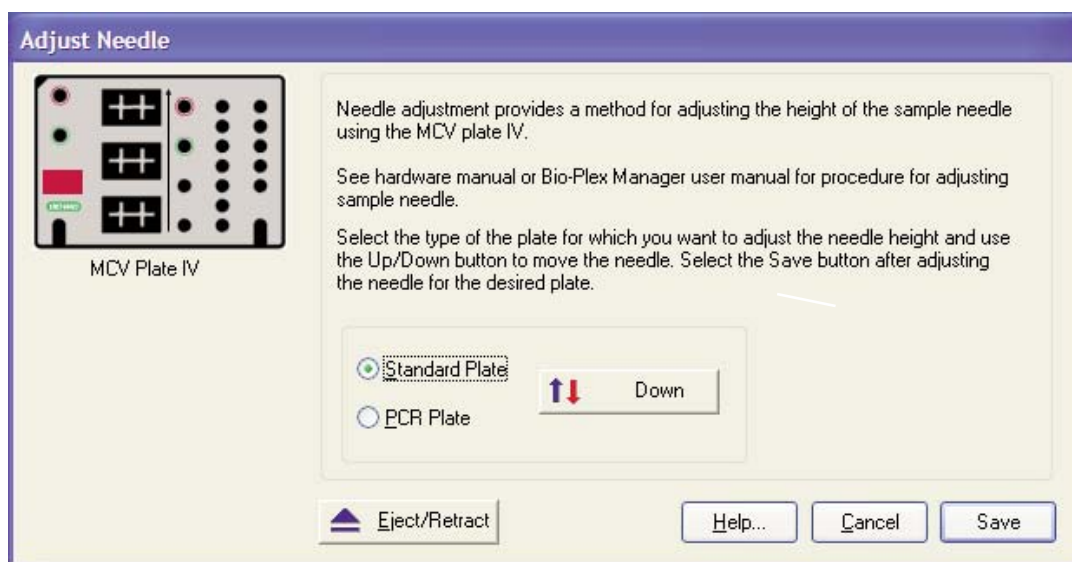 Adjust Needle
MCV Plate IV
Needle adjustment provides a method for adjusting the height of the sample needle
using the MCV plate IV.
See hardware manual or Bio-Plex Manager user manual for procedure for adjusting
sample needle.
Select the type of the plate for which you want to adjust the needle height and use
the Up/Down button to move the needle. Select the Save button after adjusting
the needle for the desired plate.
Standard Plate
Down
PCR Plate
Eject/Retract
Help...
Cancel
Save